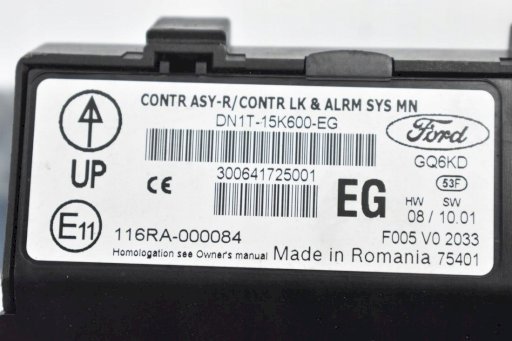 CONTR ASY-R/CONTR LK & ALRM SYS MN
DN1T-15K600-EG
Ford
GQ6KD
UP
300641725001
CE
EG
53F
HW SW
08 / 10.01
E11
116RA-000084
F005 V0 2033
Homologation see Owner's manual Made in Romania 75401